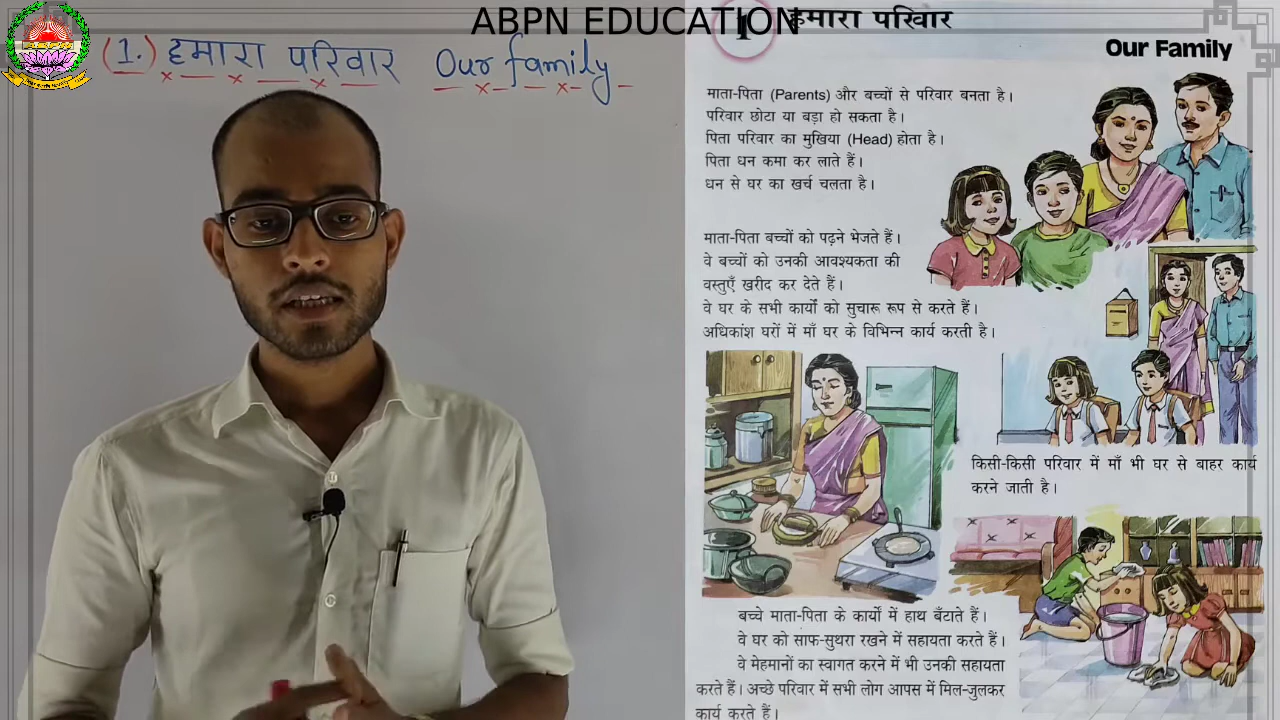 ABPN EDUCATION
(1.) हमारा परिवार Our family
1 हमारा परिवार
Our Family
माता-पिता (Parents) और बच्चों से परिवार बनता है।
परिवार छोटा या बड़ा हो सकता है।
पिता परिवार का मुखिया (Head) होता है।
पिता धन कमा कर लाते हैं।
धन से घर का खर्च चलता है।
माता-पिता बच्चों को पढ़ने भेजते हैं।
वे बच्चों को उनकी आवश्यकता की
वस्तुएँ खरीद कर देते हैं।
वे घर के सभी कार्यों को सुचारू रूप से करते हैं।
अधिकांश घरों में माँ घर के विभिन्न कार्य करती है।
किसी-किसी परिवार में माँ भी घर से बाहर कार्य
करने जाती है।
बच्चे माता-पिता के कार्यों में हाथ बँटाते हैं।
वे घर को साफ-सुथरा रखने में सहायता करते हैं।
वे मेहमानों का स्वागत करने में भी उनकी सहायता
करते हैं। अच्छे परिवार में सभी लोग आपस में मिल-जुलकर
कार्य करते हैं।